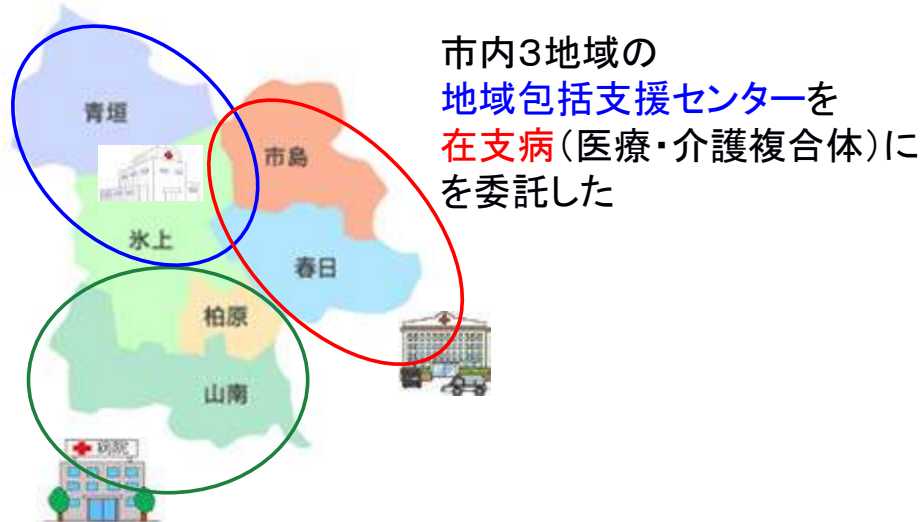 市内3地域の
地域包括支援センターを
在支病(医療・介護複合体)に
を委託した
青垣
市島
氷上
春日
柏原
山南
病院